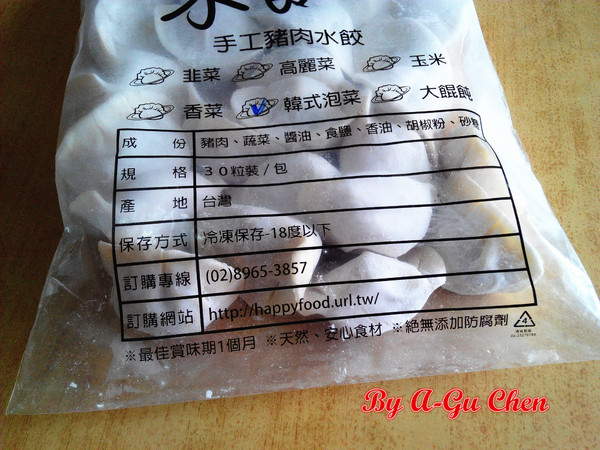 手工豬肉水餃
韭菜 高麗菜 玉米
香菜 韓式泡菜 大餛飩
成份 豬肉、蔬菜、醬油、食鹽、香油、胡椒粉、砂糖
規格 30粒裝/包
產地 台灣
保存方式 冷凍保存-18度以下
訂購專線 (02)8965-3857
訂購網站 http://happyfood.url.tw/
※最佳賞味期1個月 ※天然、安心食材 ※絕無添加防腐劑
4
By A-Gu Chen